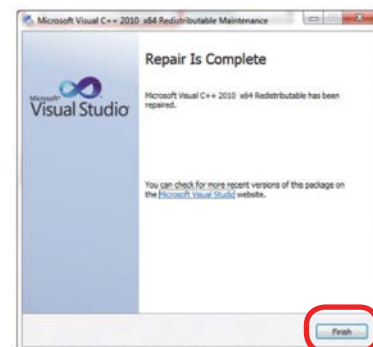 Microsoft Visual C++ 2010 x64 Redistributable Maintenance
Repair Is Complete
Microsoft Visual C++ 2010 x64 Redistributable has been
repaired.
Microsoft
Visual Studio
You can check for more recent versions of this package on
the Microsoft Visual Studio website.
Finish